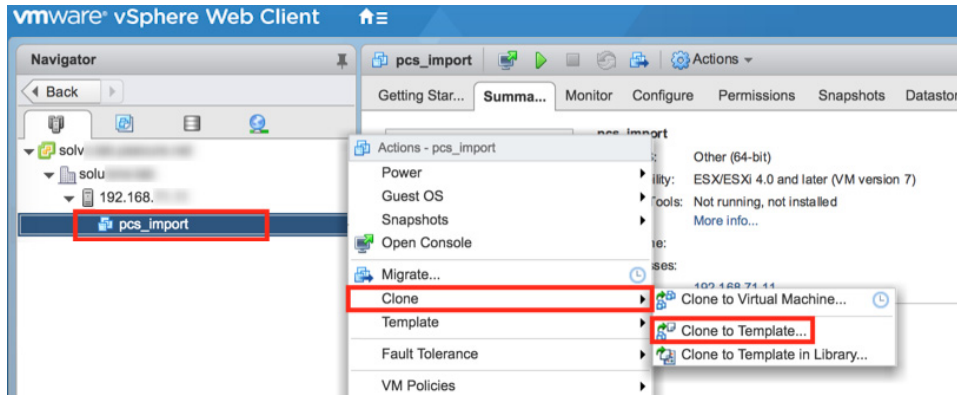 vmware® vSphere Web Client
Navigator
pcs_import
Actions
Back
Getting Star...
Summa...
Monitor
Configure
Permissions
Snapshots
Datastor
solv
solu
192.168.
pcs_import
Actions - pcs_import
Power
Guest OS
Snapshots
Open Console
Migrate...
Clone
Template
Fault Tolerance
VM Policies
Other (64-bit)
ESX/ESXi 4.0 and later (VM version 7)
Not running, not installed
More info...
Clone to Virtual Machine...
Clone to Template...
Clone to Template in Library...